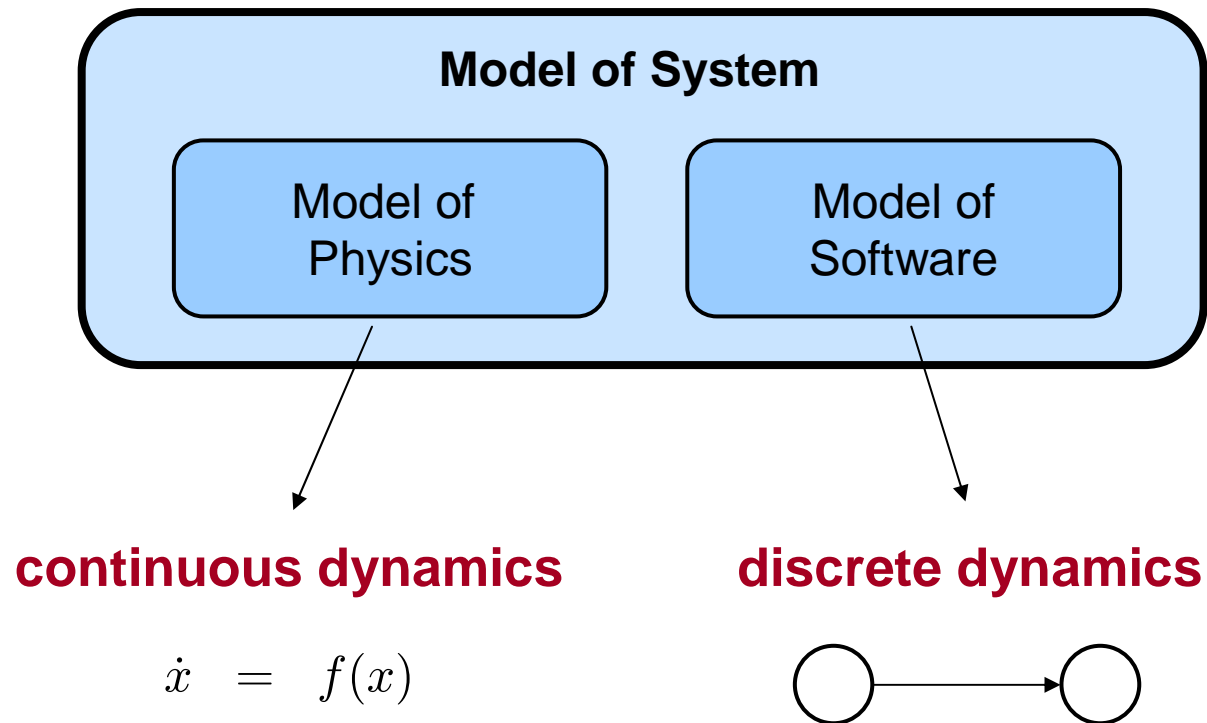 Model of System
Model of
Physics
Model of
Software
continuous dynamics
discrete dynamics
ẋ = f(x)